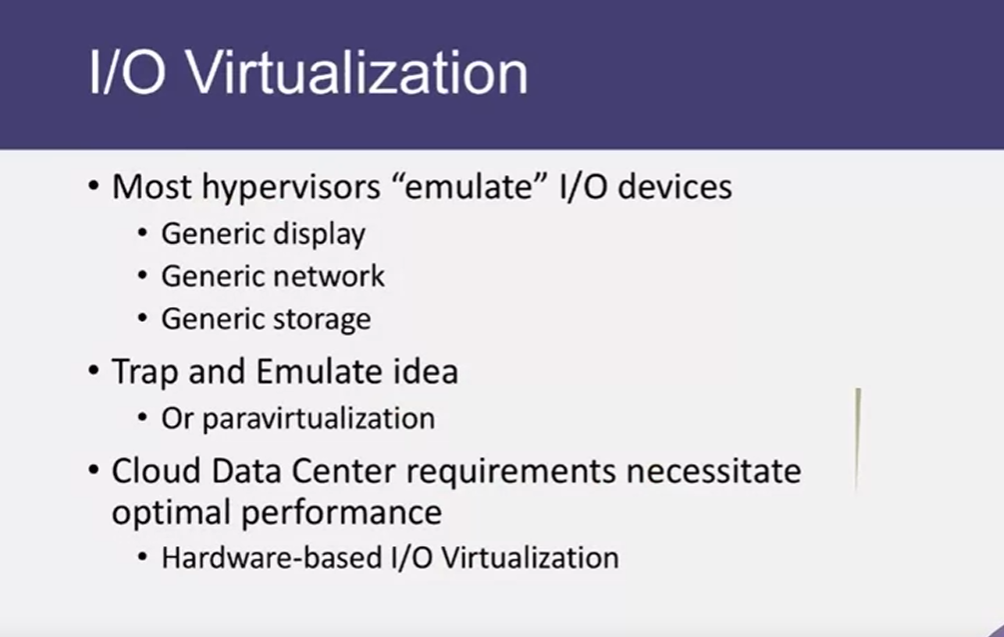 I/O Virtualization
• Most hypervisors “emulate” I/O devices
• Generic display
• Generic network
• Generic storage
• Trap and Emulate idea
• Or paravirtualization
• Cloud Data Center requirements necessitate
optimal performance
• Hardware-based I/O Virtualization